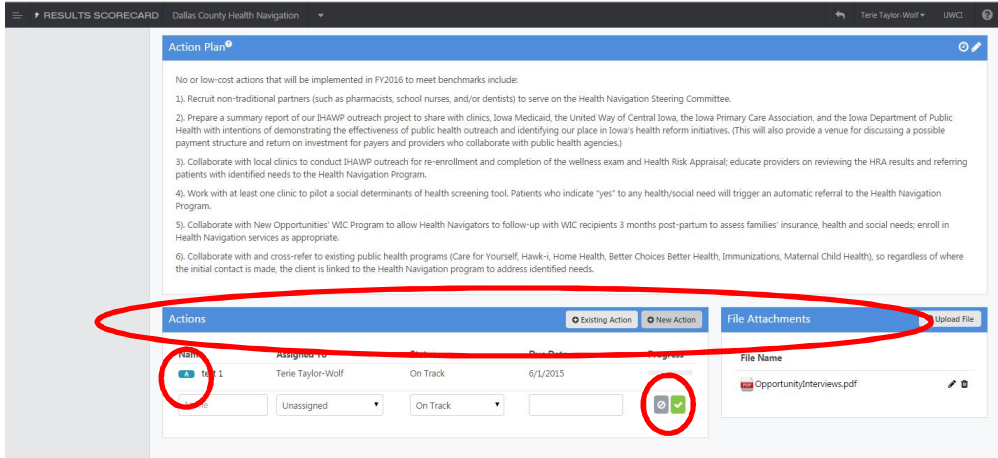 RESULTS SCORECARD Dallas County Health Navigation Terie Taylor-Wolf UWCI
Action Plan
No or low-cost actions that will be implemented in FY2016 to meet benchmarks include:
1). Recruit non-traditional partners (such as pharmacists, school nurses, and/or dentists) to serve on the Health Navigation Steering Committee.
2). Prepare a summary report of our IHAWP outreach project to share with clinics, Iowa Medicaid, the United Way of Central Iowa, the Iowa Primary Care Association, and the Iowa Department of Public
Health with intentions of demonstrating the effectiveness of public health outreach and identifying our place in Iowa's health reform initiatives. (This will also provide a venue for discussing a possible
payment structure and return on investment for payers and providers who collaborate with public health agencies.)
3). Collaborate with local clinics to conduct IHAWP outreach for re-enrollment and completion of the wellness exam and Health Risk Appraisal; educate providers on reviewing the HRA results and referring
patients with identified needs to the Health Navigation Program.
4). Work with at least one clinic to pilot a social determinants of health screening tool. Patients who indicate "yes" to any health/social need will trigger an automatic referral to the Health Navigation
Program.
5). Collaborate with New Opportunities' WIC Program to allow Health Navigators to follow-up with WIC recipients 3 months post-partum to assess families' insurance, health and social needs; enroll in
Health Navigation services as appropriate.
6). Collaborate with and cross-refer to existing public health programs (Care for Yourself, Hawk-i, Home Health, Better Choices Better Health, Immunizations, Maternal Child Health), so regardless of where
the initial contact is made, the client is linked to the Health Navigation program to address identified needs.
Actions Existing Action New Action
Name Assigned To Status Due Date Progress
A test 1 Terie Taylor-Wolf On Track 6/1/2015
Name Unassigned On Track
File Attachments Upload File
File Name
OpportunityInterviews.pdf